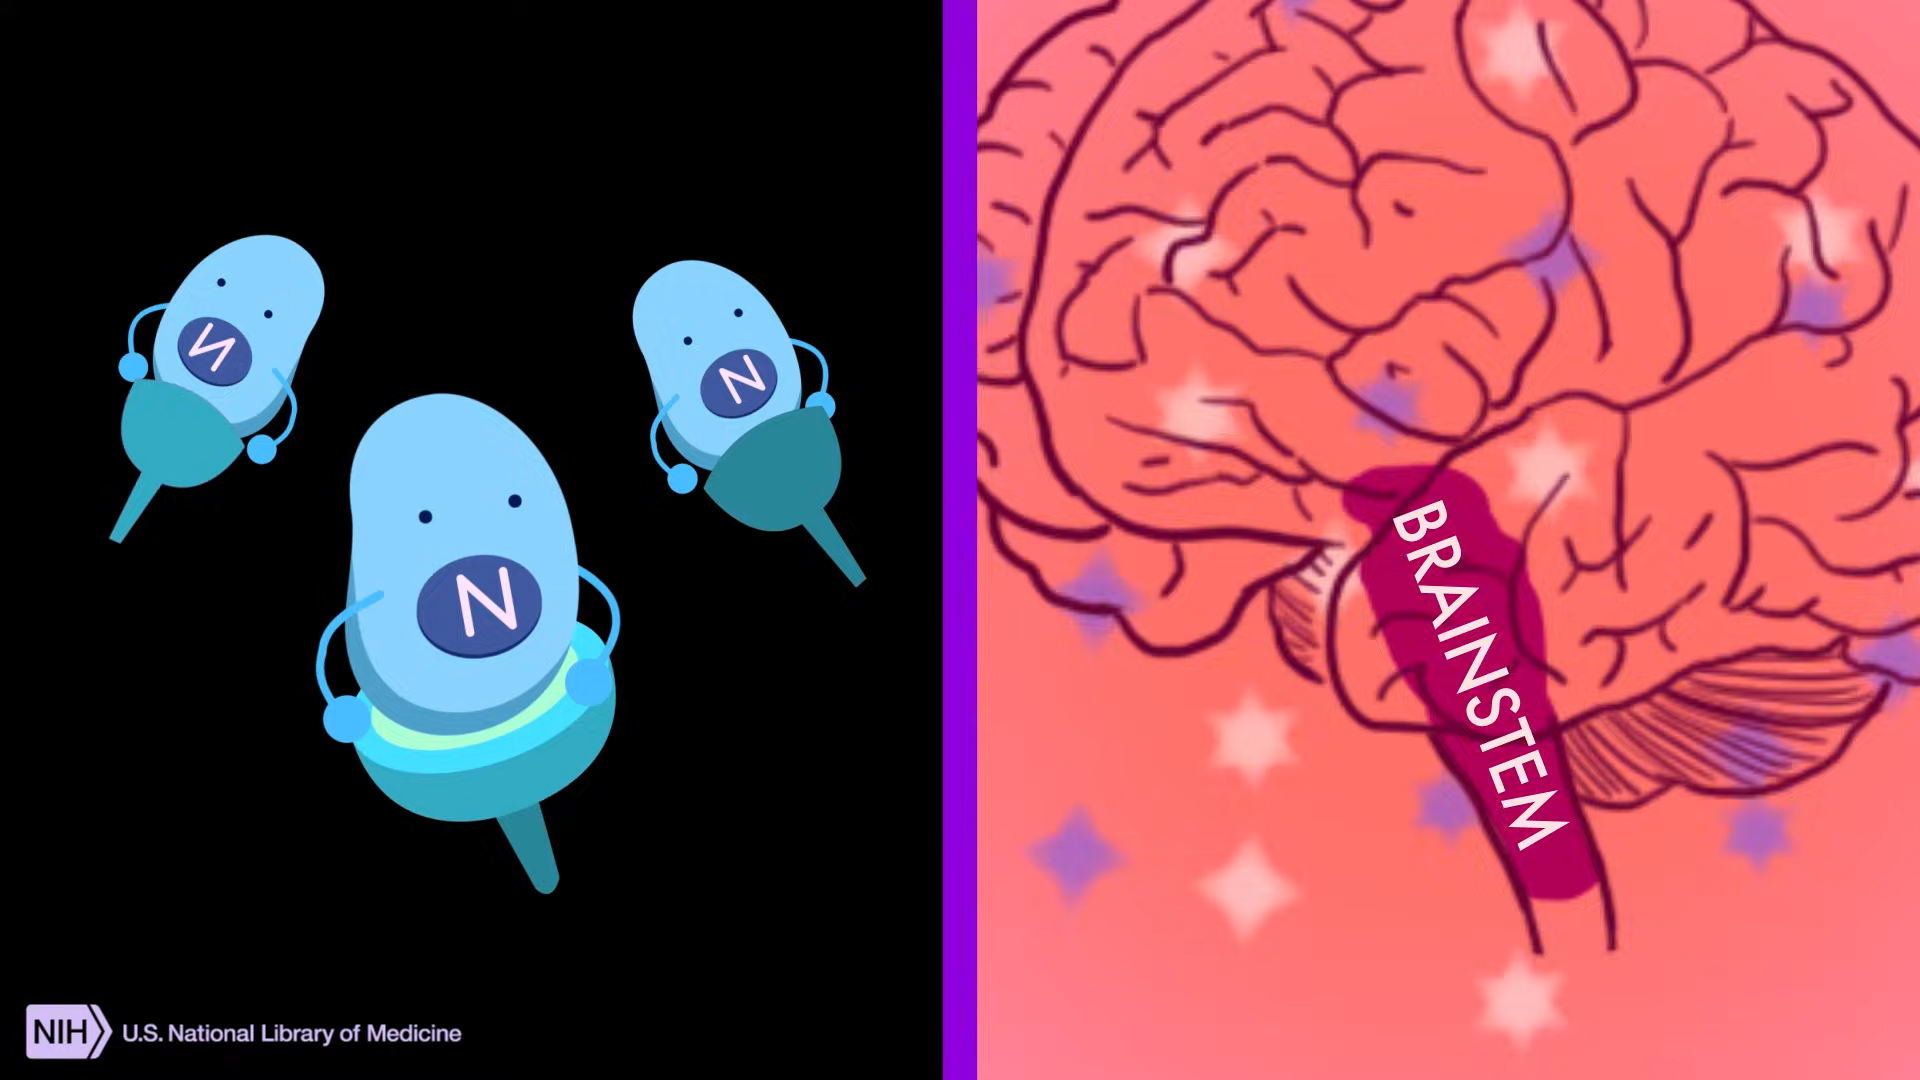 N
N
N
BRAINSTEM
NIH
U.S. National Library of Medicine